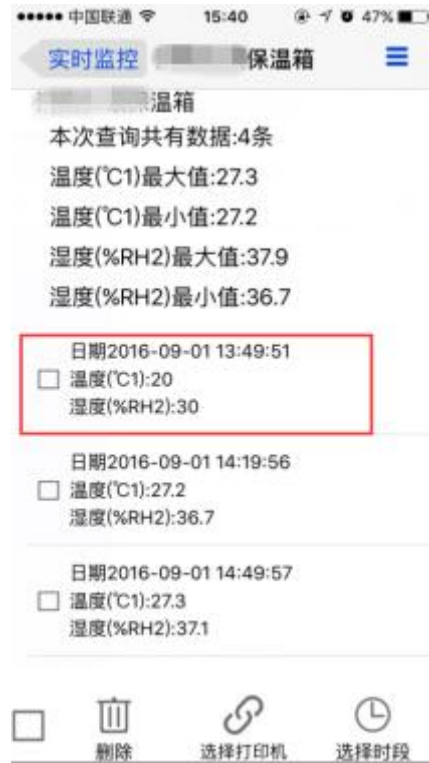 中国联通 15:40 47%
实时监控 保温箱
温箱
本次查询共有数据:4条
温度(℃1)最大值:27.3
温度(℃1)最小值:27.2
湿度(%RH2)最大值:37.9
湿度(%RH2)最小值:36.7
日期2016-09-01 13:49:51
温度(℃1):20
湿度(%RH2):30
日期2016-09-01 14:19:56
温度(℃1):27.2
湿度(%RH2):36.7
日期2016-09-01 14:49:57
温度(℃1):27.3
湿度(%RH2):37.1
删除 选择打印机 选择时段